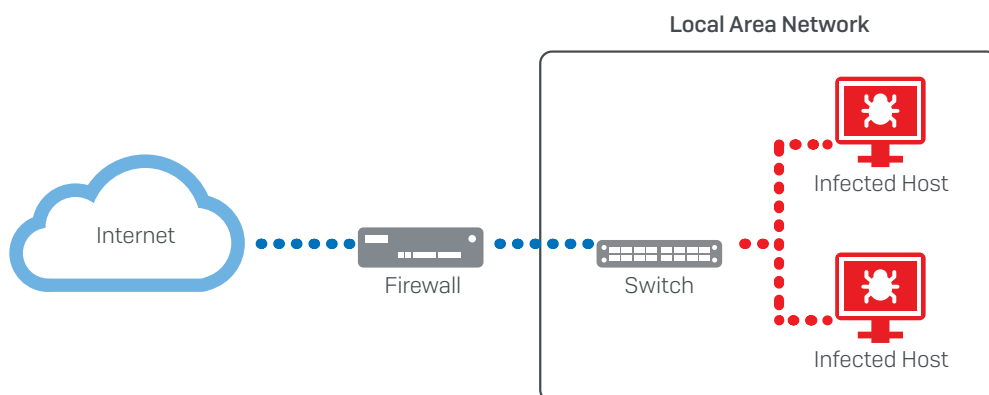 Local Area Network
Infected Host
Internet
Firewall
Switch
Infected Host